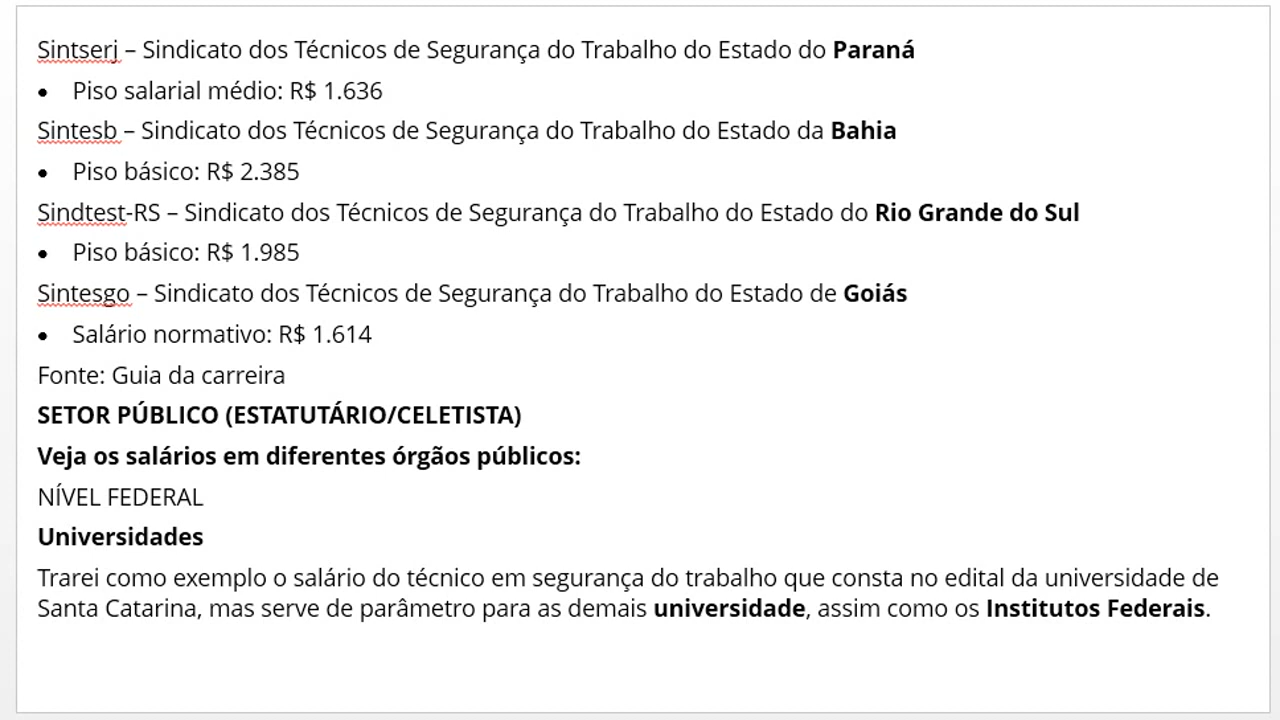 Sintserj – Sindicato dos Técnicos de Segurança do Trabalho do Estado do Paraná
• Piso salarial médio: R$ 1.636
Sintesb – Sindicato dos Técnicos de Segurança do Trabalho do Estado da Bahia
• Piso básico: R$ 2.385
Sindtest-RS – Sindicato dos Técnicos de Segurança do Trabalho do Estado do Rio Grande do Sul
• Piso básico: R$ 1.985
Sintesgo – Sindicato dos Técnicos de Segurança do Trabalho do Estado de Goiás
• Salário normativo: R$ 1.614
Fonte: Guia da carreira
SETOR PÚBLICO (ESTATUTÁRIO/CELETISTA)
Veja os salários em diferentes órgãos públicos:
NÍVEL FEDERAL
Universidades
Trarei como exemplo o salário do técnico em segurança do trabalho que consta no edital da universidade de
Santa Catarina, mas serve de parâmetro para as demais universidade, assim como os Institutos Federais.